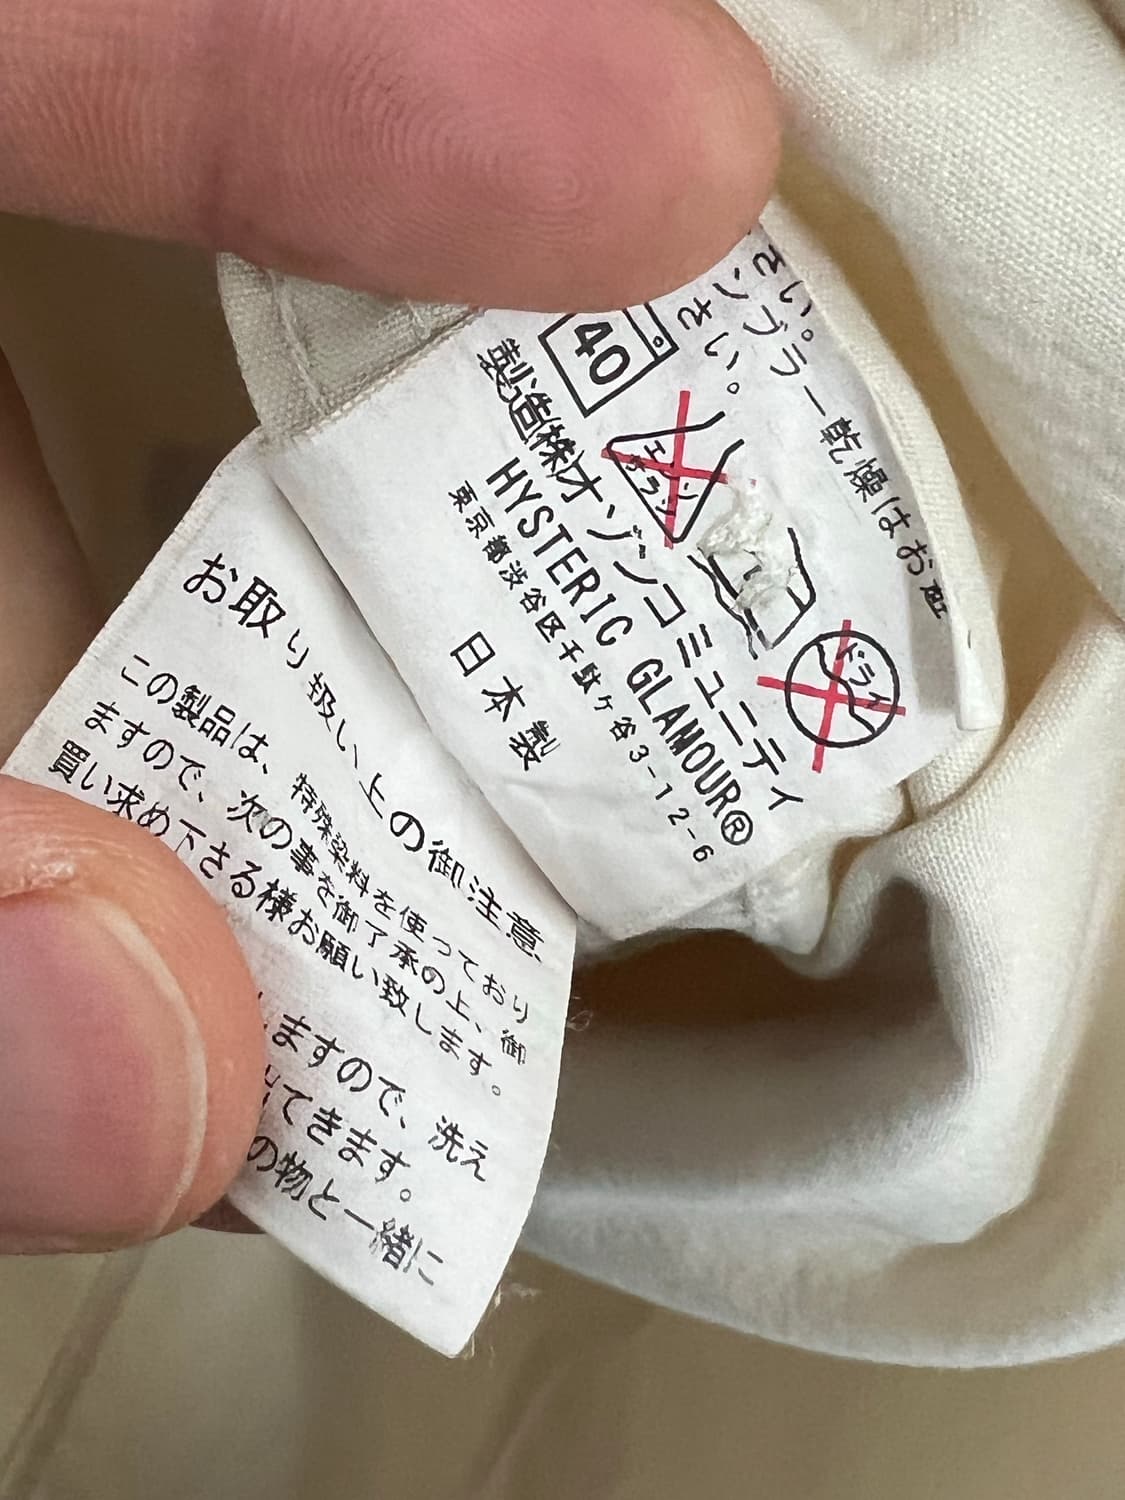 さい。
ンブラー乾燥はお
さい。
40
エンソ
サラシ
ドライ
製造(株)オゾンコミュニティ
HYSTERIC GLAMOUR®
東京都渋谷区千駄ケ谷3-12-6
日本製
お取り扱い上の御注意
この製品は、特殊染料を使っており
ますので、次の事を御了承の上、御
買い求め下さる様お願い致します。
ますので、洗え
てきます。
の物と一緒に